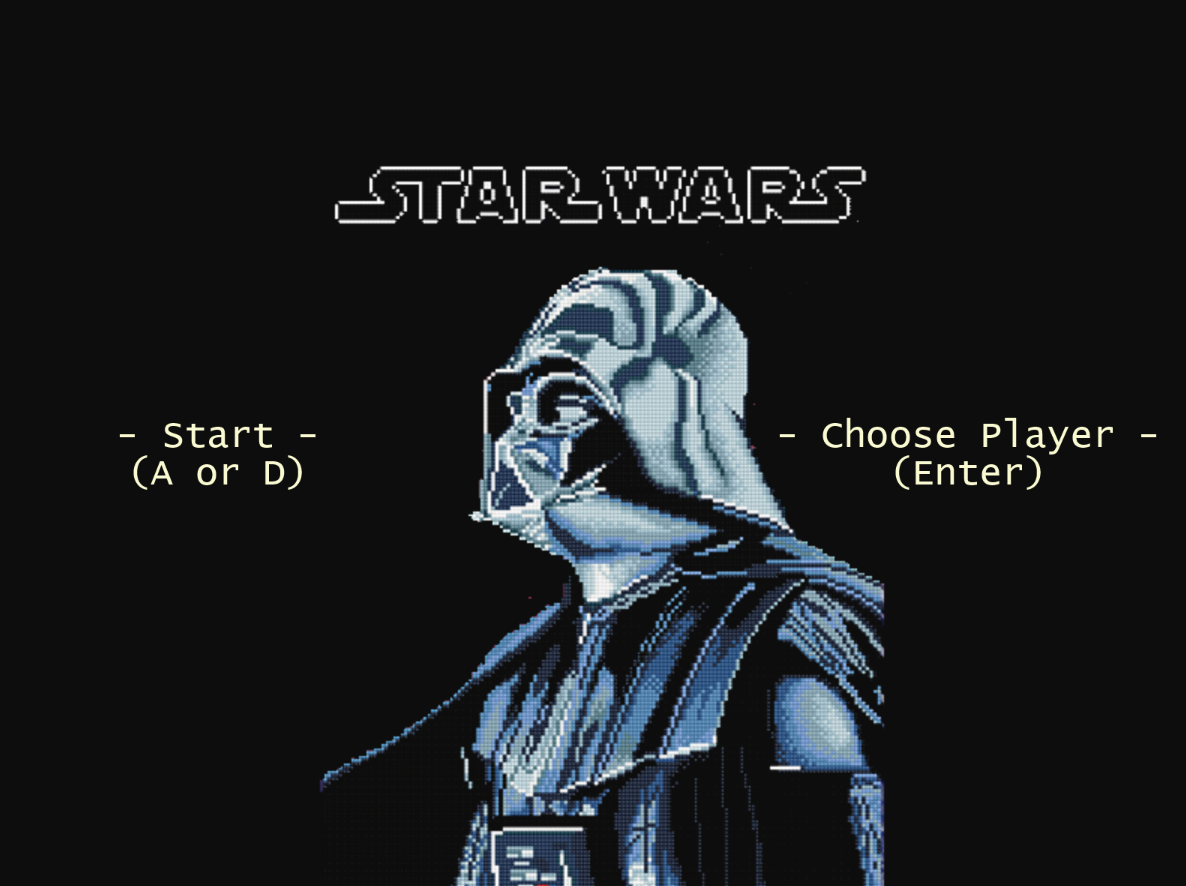 STAR WARS
- Start -
(A or D)
- Choose Player -
(Enter)